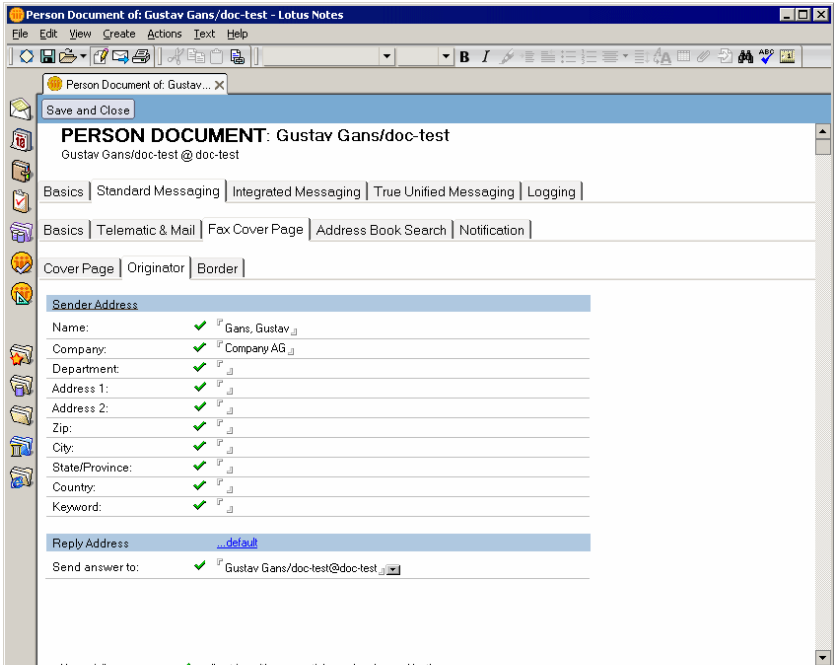 Person Document of: Gustav Gans/doc-test - Lotus Notes
File Edit View Create Actions Text Help
B I
Person Document of: Gustav...
Save and Close
PERSON DOCUMENT: Gustav Gans/doc-test
Gustav Gans/doc-test @ doc-test
Basics Standard Messaging Integrated Messaging True Unified Messaging Logging
Basics Telematic & Mail Fax Cover Page Address Book Search Notification
Cover Page Originator Border
Sender Address
Name: Gans, Gustav
Company: Company AG
Department:
Address 1:
Address 2:
Zip:
City:
State/Province:
Country:
Keyword:
Reply Address ...default
Send answer to: Gustav Gans/doc-test@doc-test